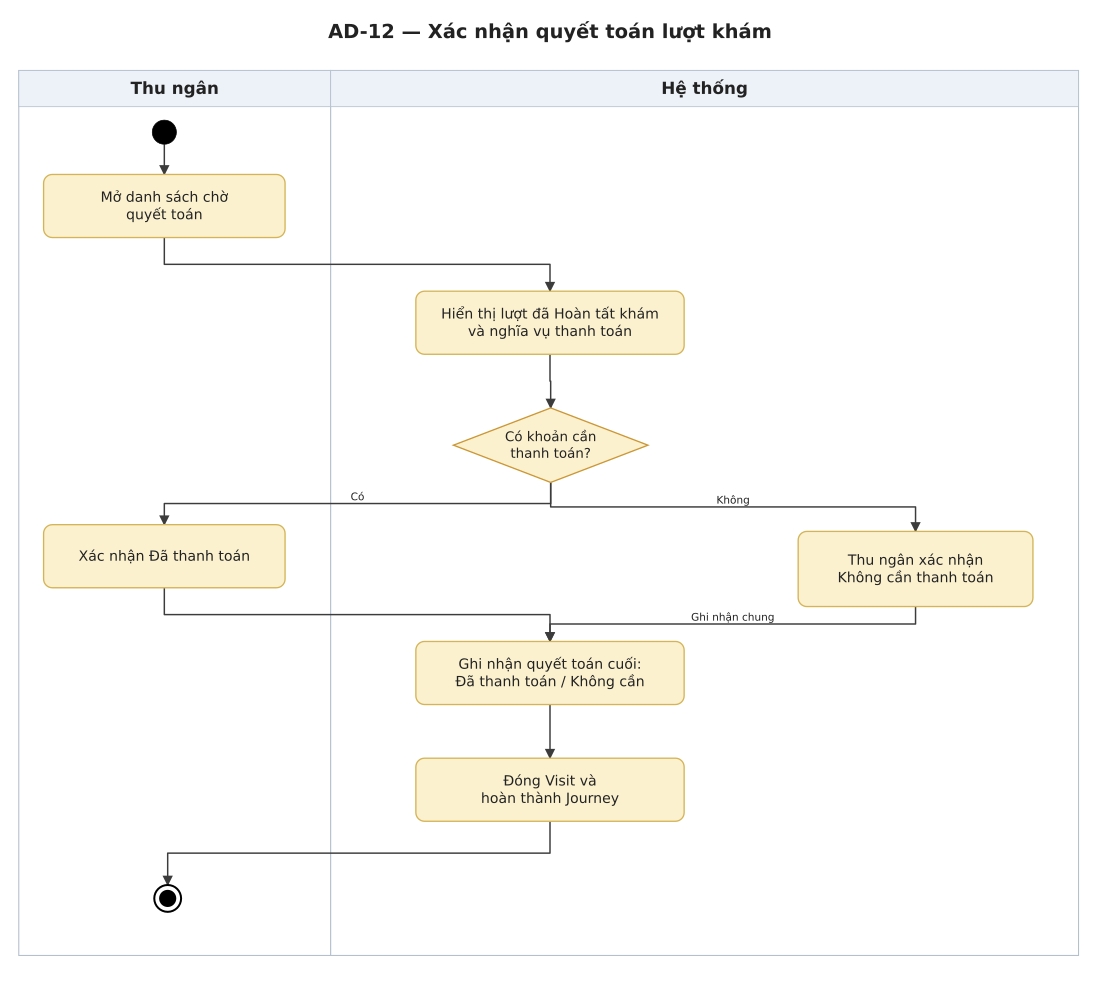 AD-12 — Xác nhận quyết toán lượt khám
Thu ngân
Hệ thống
Mở danh sách chờ
quyết toán
Hiển thị lượt đã Hoàn tất khám
và nghĩa vụ thanh toán
Có khoản cần
thanh toán?
Có
Không
Xác nhận Đã thanh toán
Thu ngân xác nhận
Không cần thanh toán
Ghi nhận chung
Ghi nhận quyết toán cuối:
Đã thanh toán / Không cần
Đóng Visit và
hoàn thành Journey